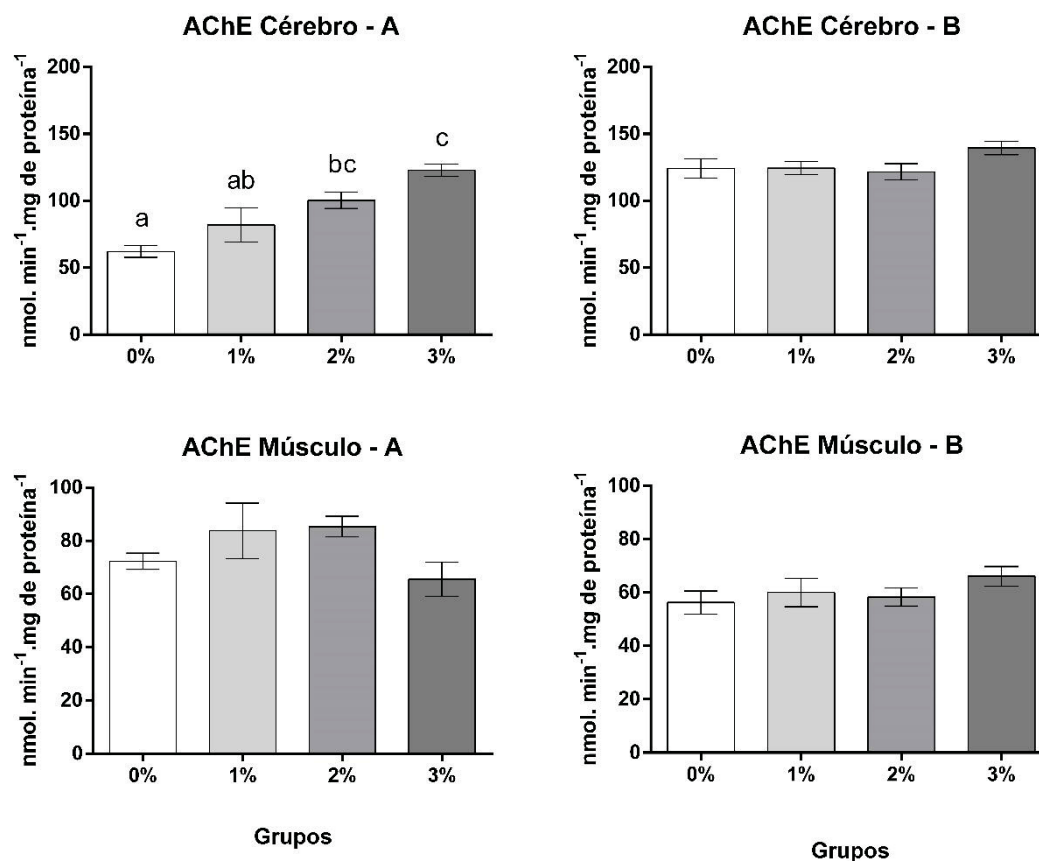 AChE Cérebro - A
nmol. min⁻¹.mg de proteína⁻¹
200
150
100
50
0
a
ab
bc
c
0%
1%
2%
3%
AChE Cérebro - B
nmol. min⁻¹.mg de proteína⁻¹
200
150
100
50
0
0%
1%
2%
3%
AChE Músculo - A
nmol. min⁻¹.mg de proteína⁻¹
100
80
60
40
20
0
0%
1%
2%
3%
Grupos
AChE Músculo - B
nmol. min⁻¹.mg de proteína⁻¹
100
80
60
40
20
0
0%
1%
2%
3%
Grupos